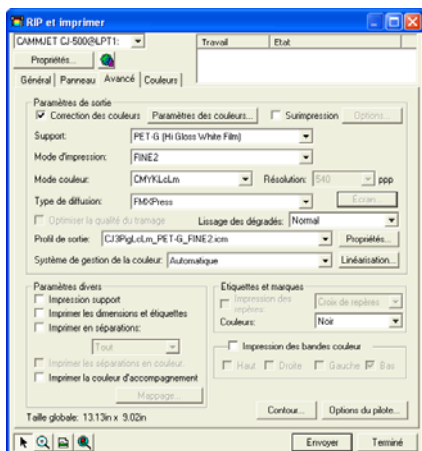 RIP et imprimer
CAMMJET CJ-500@LPT1:
Travail Etat
Propriétés...
Général Panneau Avancé Couleurs
Paramètres de sortie
Correction des couleurs Paramètres des couleurs... Surimpression Options...
Support: PET-G (Hi Gloss White Film)
Mode d'impression: FINE2
Mode couleur: CMYKLcLm Résolution: 540 ppp
Type de diffusion: FMXPress Écran...
Optimiser la qualité du tramage Lissage des dégradés: Normal
Profil de sortie: CJ3PigLcLm_PET-G_FINE2.icm Propriétés...
Système de gestion de la couleur: Automatique Linéarisation...
Paramètres divers
Impression support
Imprimer les dimensions et étiquettes
Imprimer en séparations:
Tout
Imprimer les séparations en couleur
Imprimer la couleur d'accompagnement
Mappage...
Étiquettes et marques
Impression des repères: Croix de repères
Couleurs: Noir
Impression des bandes couleur
Haut Droite Gauche Bas
Taille globale: 13.13in x 9.02in
Contour... Options du pilote...
Envoyer Terminé